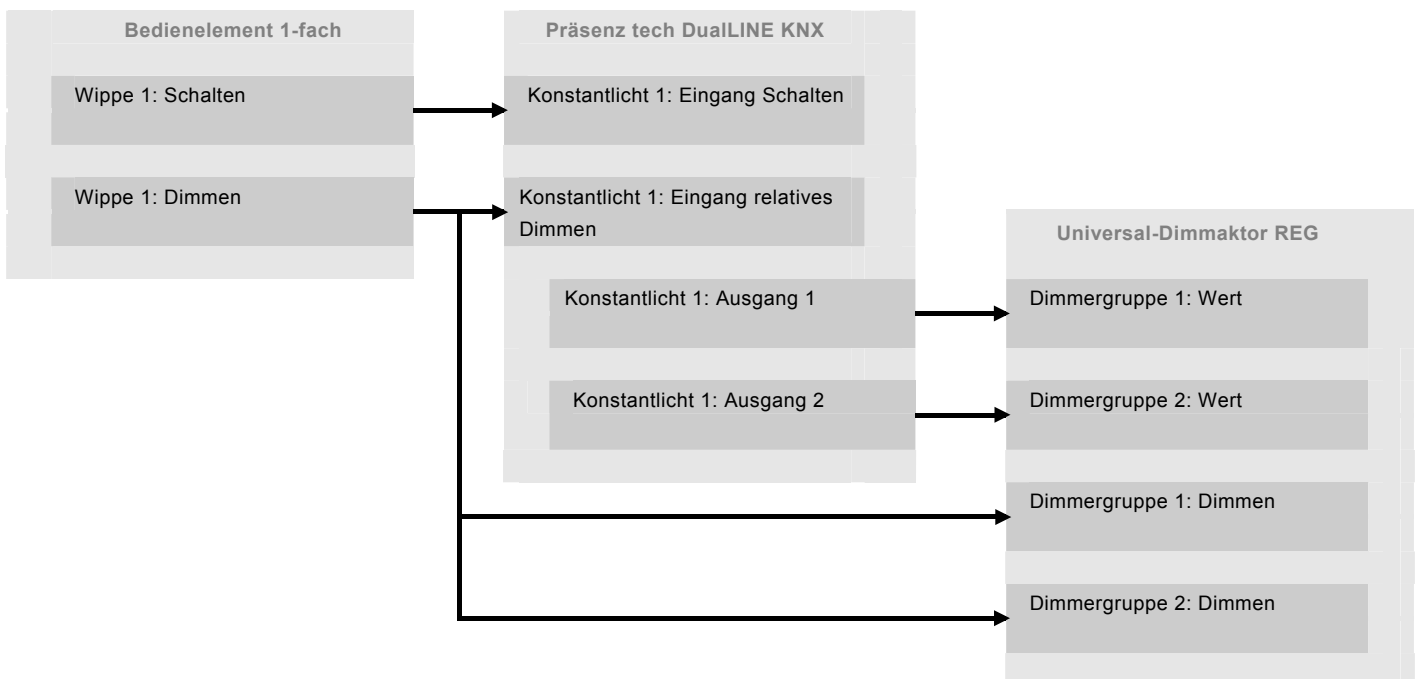 Bedienelement 1-fach
Wippe 1: Schalten
Wippe 1: Dimmen
Präsenz tech DualLINE KNX
Konstantlicht 1: Eingang Schalten
Konstantlicht 1: Eingang relatives
Dimmen
Konstantlicht 1: Ausgang 1
Konstantlicht 1: Ausgang 2
Universal-Dimmaktor REG
Dimmergruppe 1: Wert
Dimmergruppe 2: Wert
Dimmergruppe 1: Dimmen
Dimmergruppe 2: Dimmen